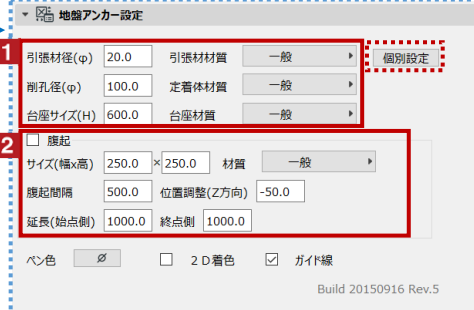 地盤アンカー設定
1
引張材径(φ) 20.0 引張材材質 一般 個別設定
削孔径(φ) 100.0 定着体材質 一般
台座サイズ(H) 600.0 台座材質 一般
2
腹起
サイズ(幅x高) 250.0 × 250.0 材質 一般
腹起間隔 500.0 位置調整(Z方向) -50.0
延長(始点側) 1000.0 終点側 1000.0
ペン色 ２Ｄ着色 ガイド線
Build 20150916 Rev.5